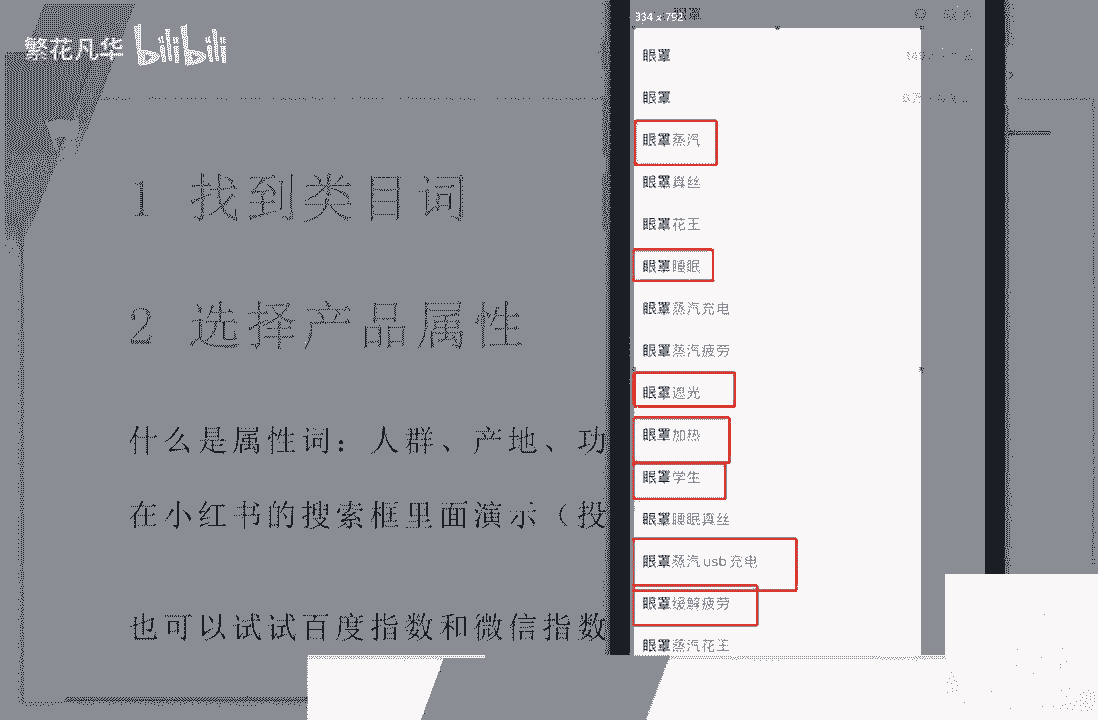 繁花凡华 bilibili
1 找到类目词
2 选择产品属性
什么是属性词：人群、产地、功
在小红书的搜索框里面演示（投
也可以试试百度指数和微信指数
334 x 792
眼罩
眼罩
眼罩
眼罩蒸汽
眼罩真丝
眼罩花王
眼罩睡眠
眼罩蒸汽充电
眼罩蒸汽疲劳
眼罩遮光
眼罩加热
眼罩学生
眼罩睡眠真丝
眼罩蒸汽usb充电
眼罩缓解疲劳
眼罩蒸汽花王